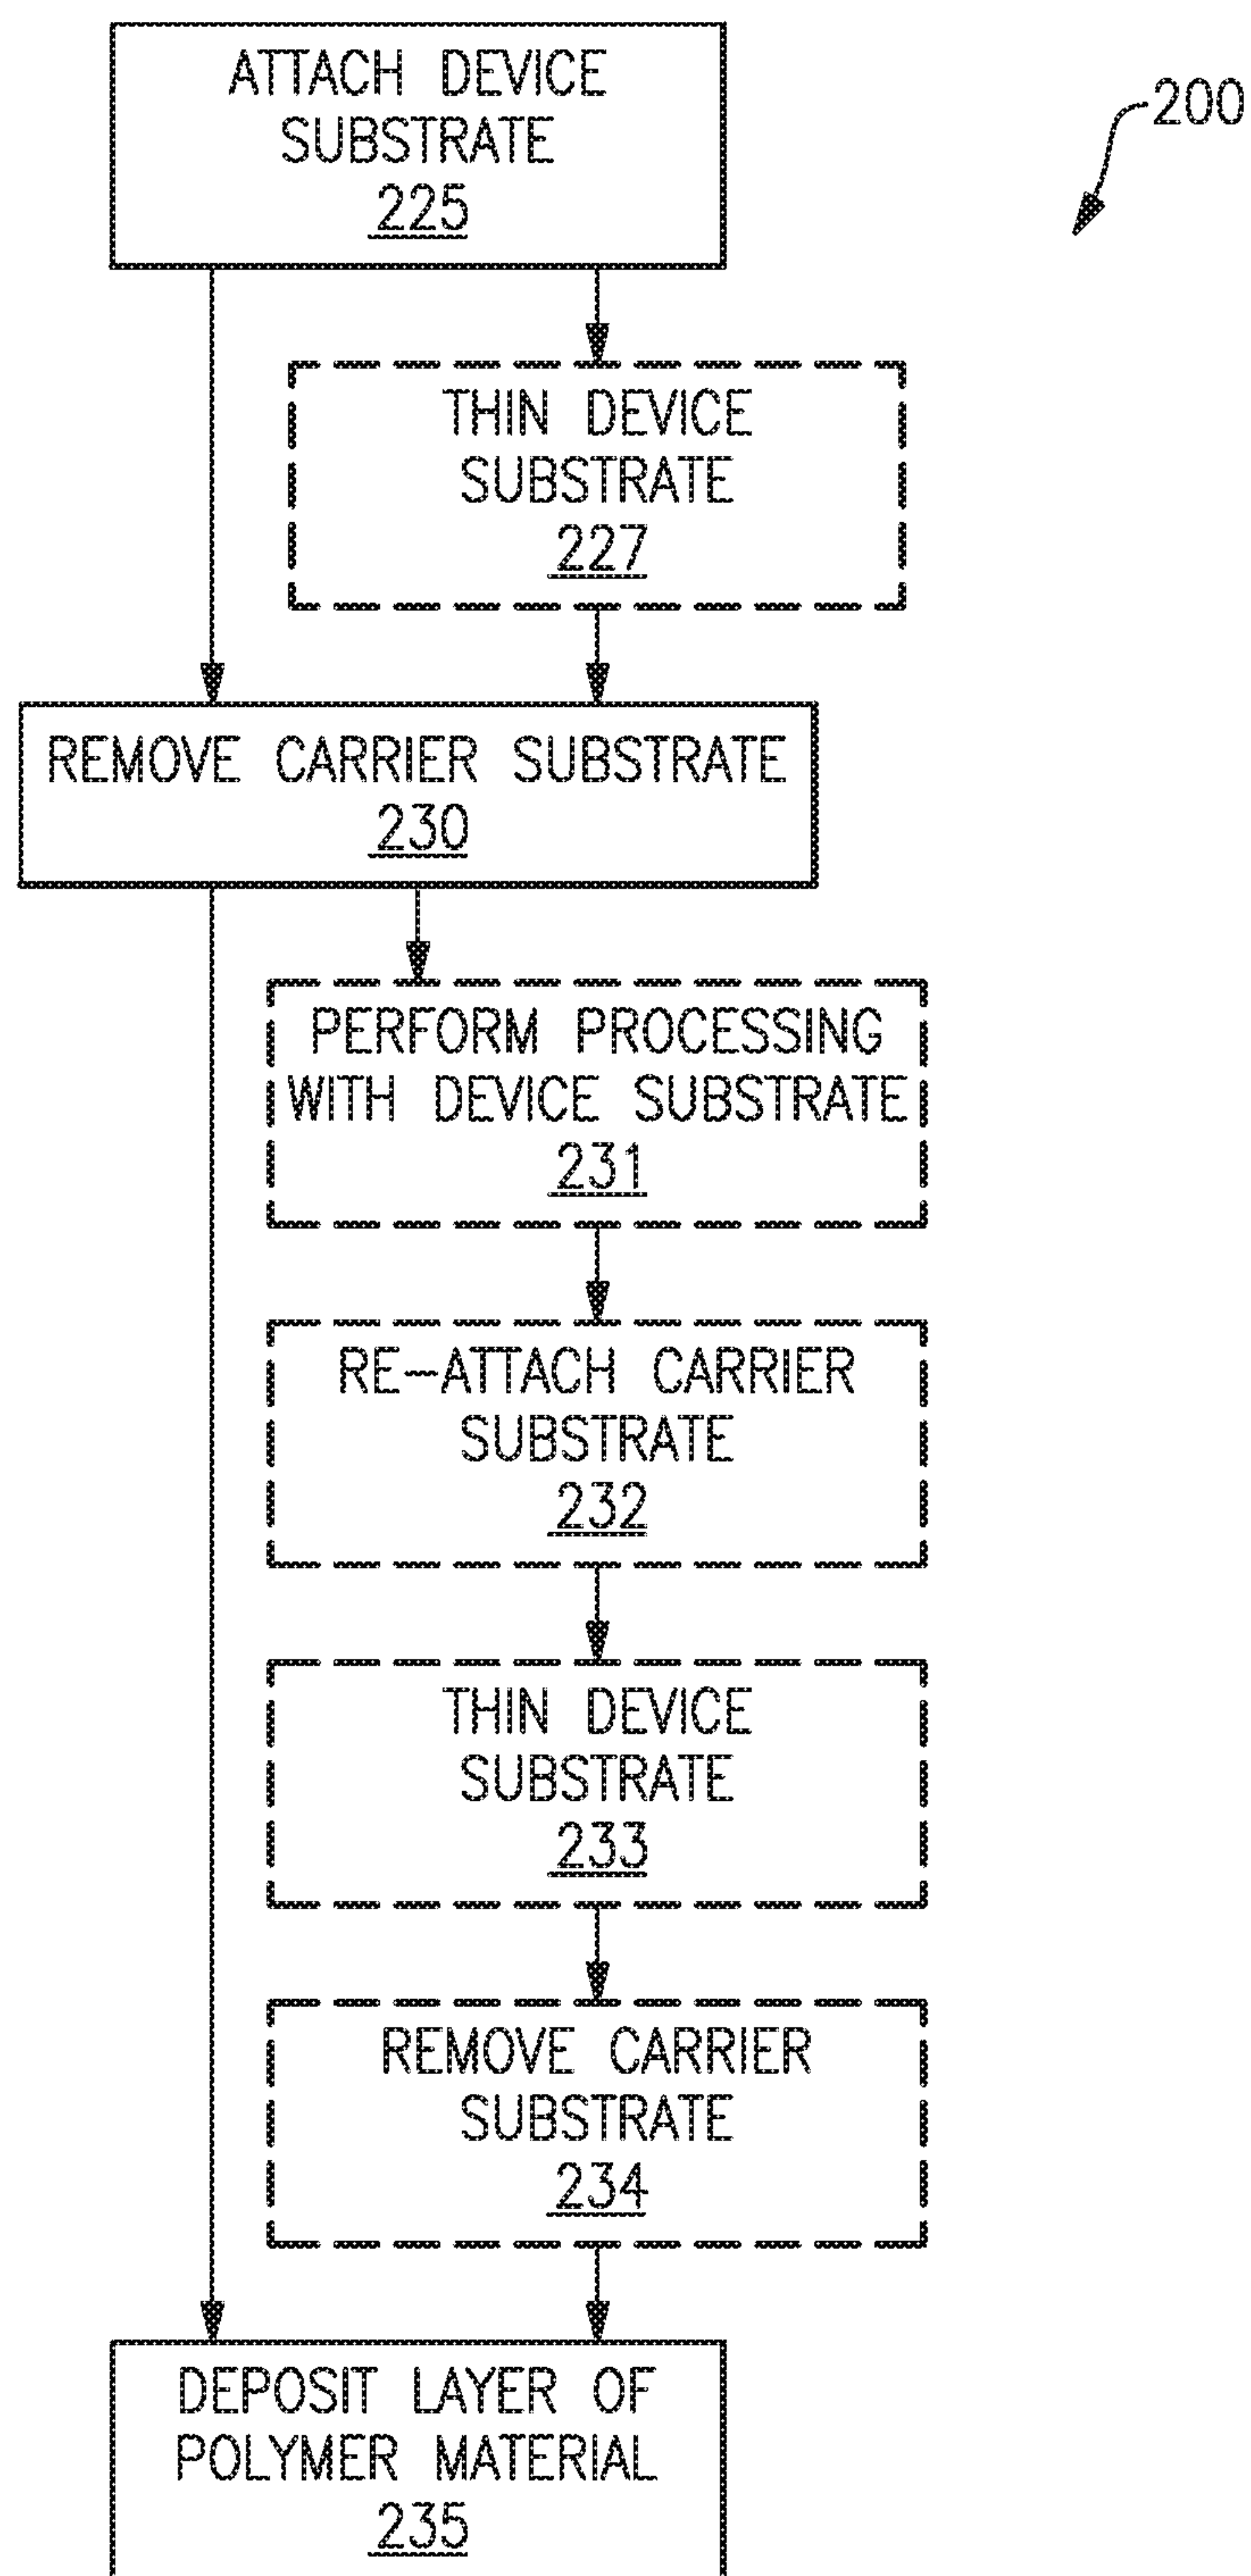 ATTACH DEVICE
SUBSTRATE
225
200
THIN DEVICE
SUBSTRATE
227
REMOVE CARRIER SUBSTRATE
230
PERFORM PROCESSING
WITH DEVICE SUBSTRATE
231
RE-ATTACH CARRIER
SUBSTRATE
232
THIN DEVICE
SUBSTRATE
233
REMOVE CARRIER
SUBSTRATE
234
DEPOSIT LAYER OF
POLYMER MATERIAL
235